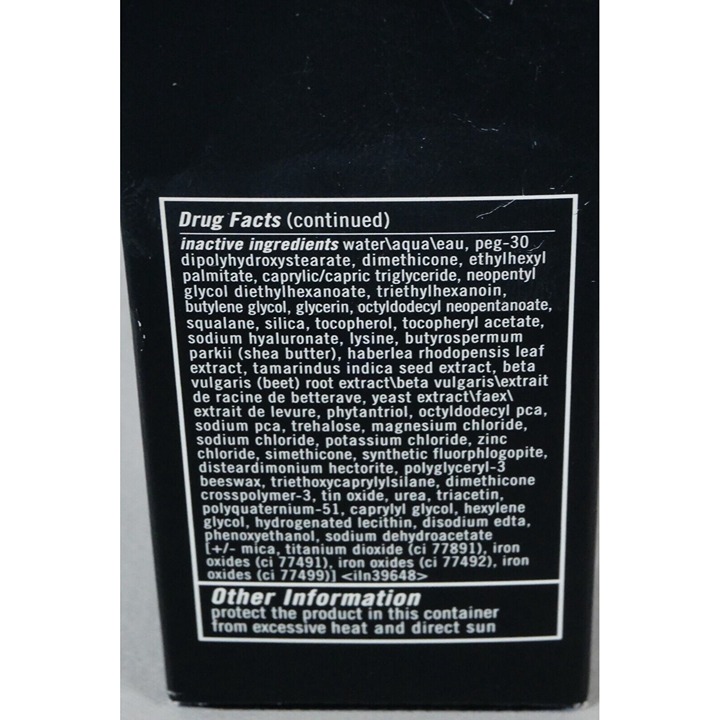 Drug Facts (continued)
inactive ingredients water\aqua\eau, peg-30
dipolyhydroxystearate, dimethicone, ethylhexyl
palmitate, caprylic/capric triglyceride, neopentyl
glycol diethylhexanoate, triethylhexanoin,
butylene glycol, glycerin, octyldodecyl neopentanoate,
squalane, silica, tocopherol, tocopheryl acetate,
sodium hyaluronate, lysine, butyrospermum
parkii (shea butter), haberlea rhodopensis leaf
extract, tamarindus indica seed extract, beta
vulgaris (beet) root extract\beta vulgaris\extrait
de racine de betterave, yeast extract\faex\
extrait de levure, phytantriol, octyldodecyl pca,
sodium pca, trehalose, magnesium chloride,
sodium chloride, potassium chloride, zinc
chloride, simethicone, synthetic fluorphlogopite,
disteardimonium hectorite, polyglyceryl-3
beeswax, triethoxycaprylylsilane, dimethicone
crosspolymer-3, tin oxide, urea, triacetin,
polyquaternium-51, caprylyl glycol, hexylene
glycol, hydrogenated lecithin, disodium edta,
phenoxyethanol, sodium dehydroacetate
[+/- mica, titanium dioxide (ci 77891), iron
oxides (ci 77491), iron oxides (ci 77492), iron
oxides (ci 77499)] <iln39648>
Other Information
protect the product in this container
from excessive heat and direct sun